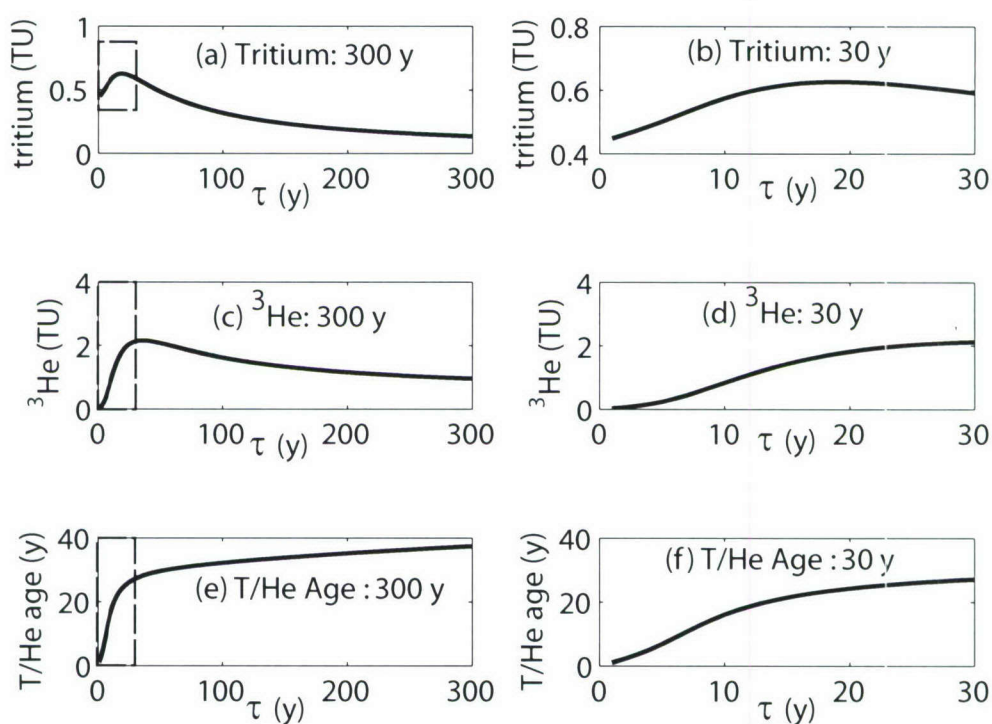 (a) Tritium: 300 y
tritium (TU)
1
0.5
0
0 100 200 300
τ (y)
(b) Tritium: 30 y
tritium (TU)
0.8
0.6
0.4
0 10 20 30
τ (y)
(c) ³He: 300 y
³He (TU)
4
2
0
0 100 200 300
τ (y)
(d) ³He: 30 y
³He (TU)
4
2
0
0 10 20 30
τ (y)
(e) T/He Age : 300 y
T/He age (y)
40
20
0
0 100 200 300
τ (y)
(f) T/He Age : 30 y
T/He age (y)
40
20
0
0 10 20 30
τ (y)